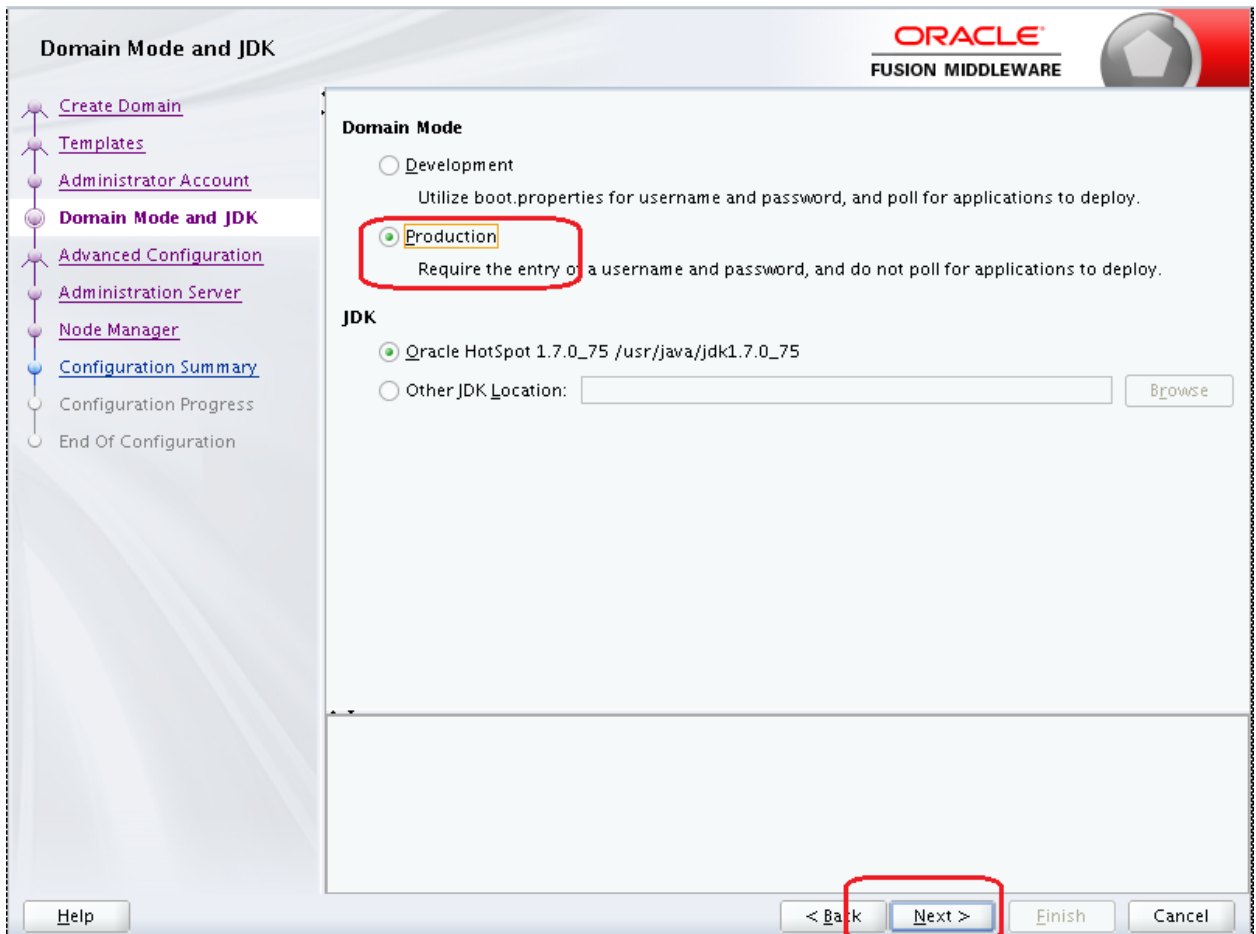 Domain Mode and JDK
ORACLE
FUSION MIDDLEWARE
Create Domain
Templates
Administrator Account
Domain Mode and JDK
Advanced Configuration
Administration Server
Node Manager
Configuration Summary
Configuration Progress
End Of Configuration
Domain Mode
Development
Utilize boot.properties for username and password, and poll for applications to deploy.
Production
Require the entry of a username and password, and do not poll for applications to deploy.
JDK
Oracle HotSpot 1.7.0_75 /usr/java/jdk1.7.0_75
Other JDK Location:
Browse
Help
< Back
Next >
Finish
Cancel